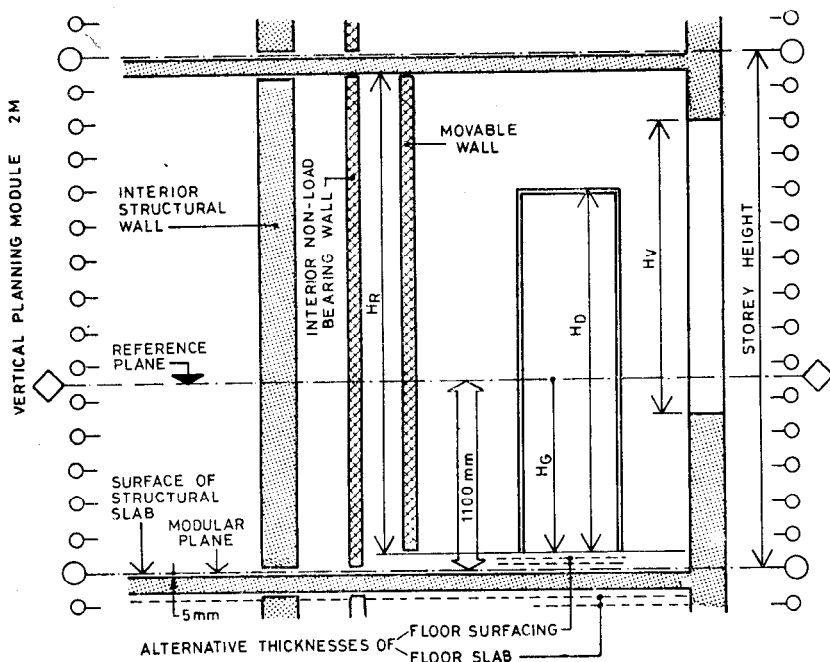 VERTICAL PLANNING MODULE 2M
MOVABLE
WALL
INTERIOR
STRUCTURAL
WALL
INTERIOR NON-LOAD
BEARING WALL
HR
HD
HV
STOREY HEIGHT
REFERENCE
PLANE
HG
1100 mm
SURFACE OF
STRUCTURAL
SLAB
MODULAR
PLANE
5mm
ALTERNATIVE THICKNESSES OF
FLOOR SURFACING
FLOOR SLAB